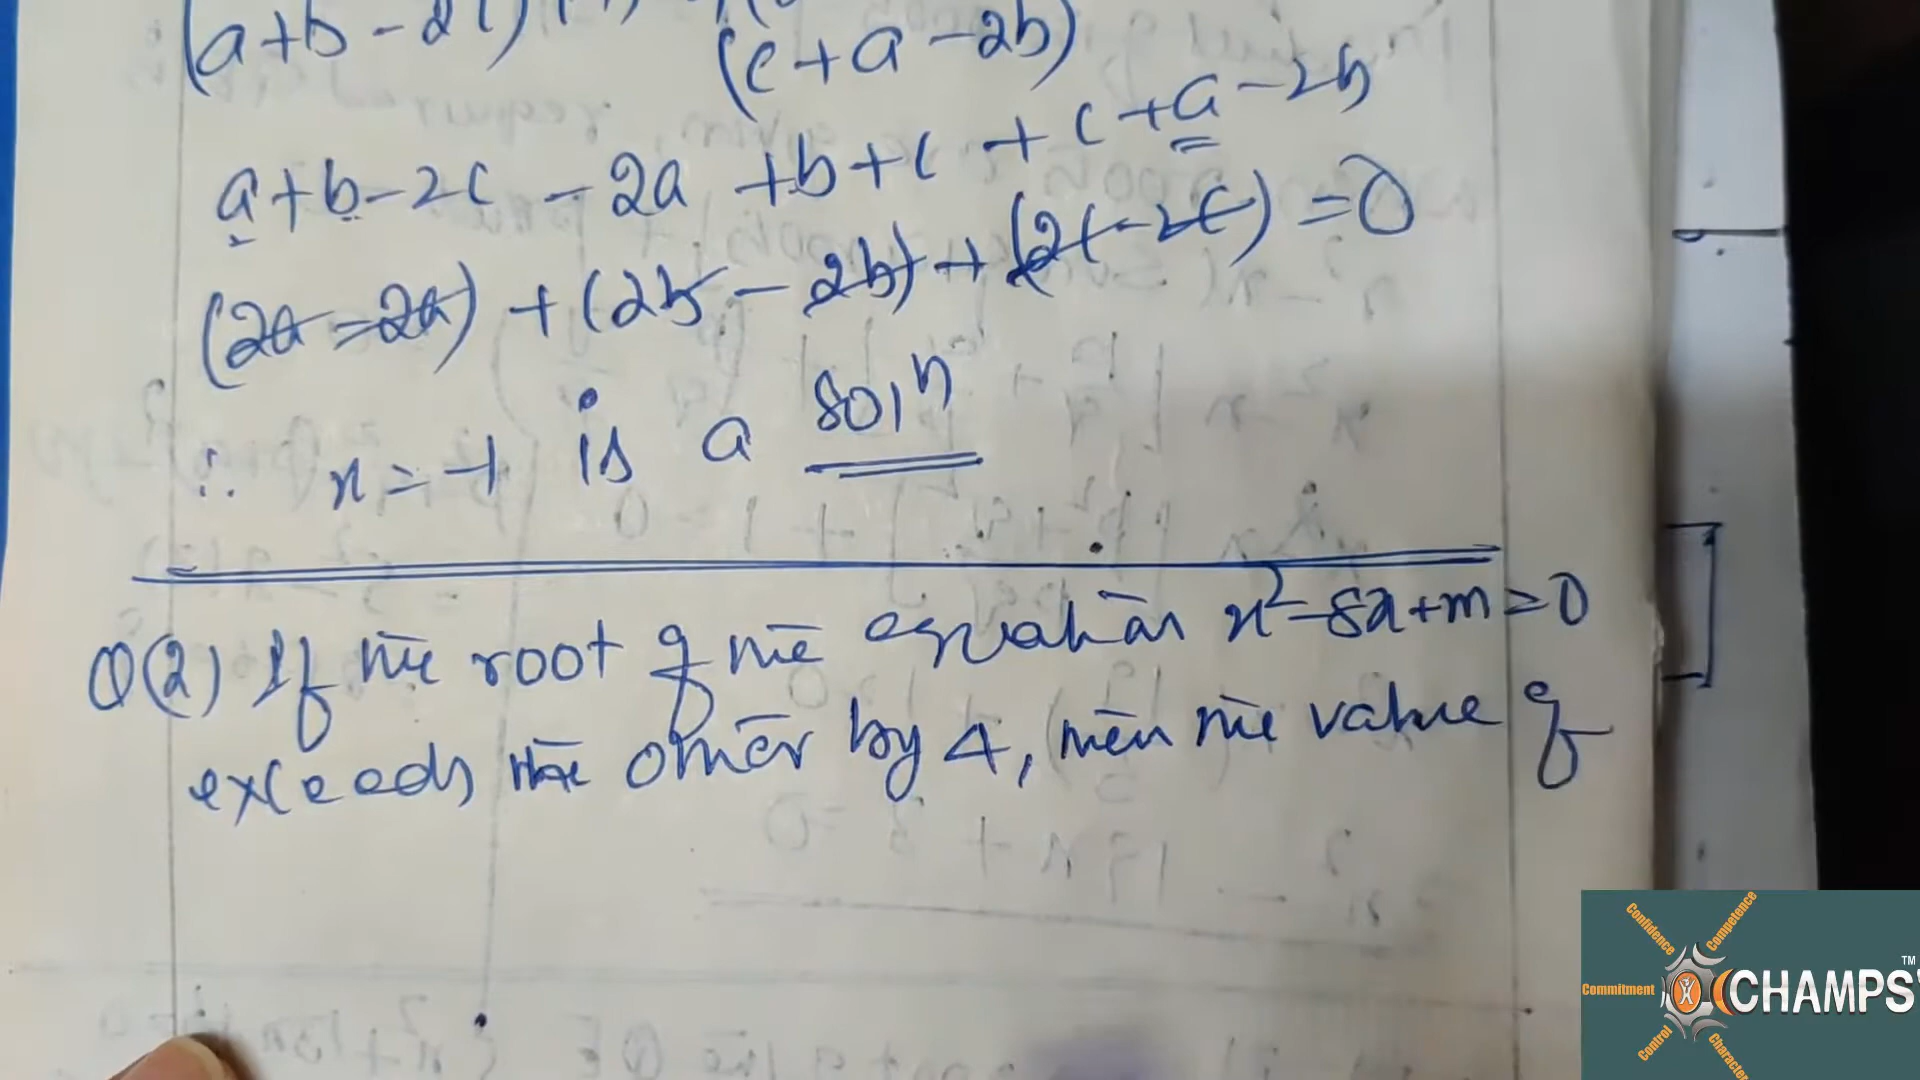 (a+b-2c)
(c+a-2b)
a+b-2c -2a +b+c +c+a-2b
(2a-2a) + (2b-2b) + (2c-2c) = 0
∴ x=-1 is a solⁿ
Q(2) If the root of the equation x²-8x+m=0
exceeds the other by 4, then the value of
Confidence
Competence
Commitment
CHAMPS™
Control
Character